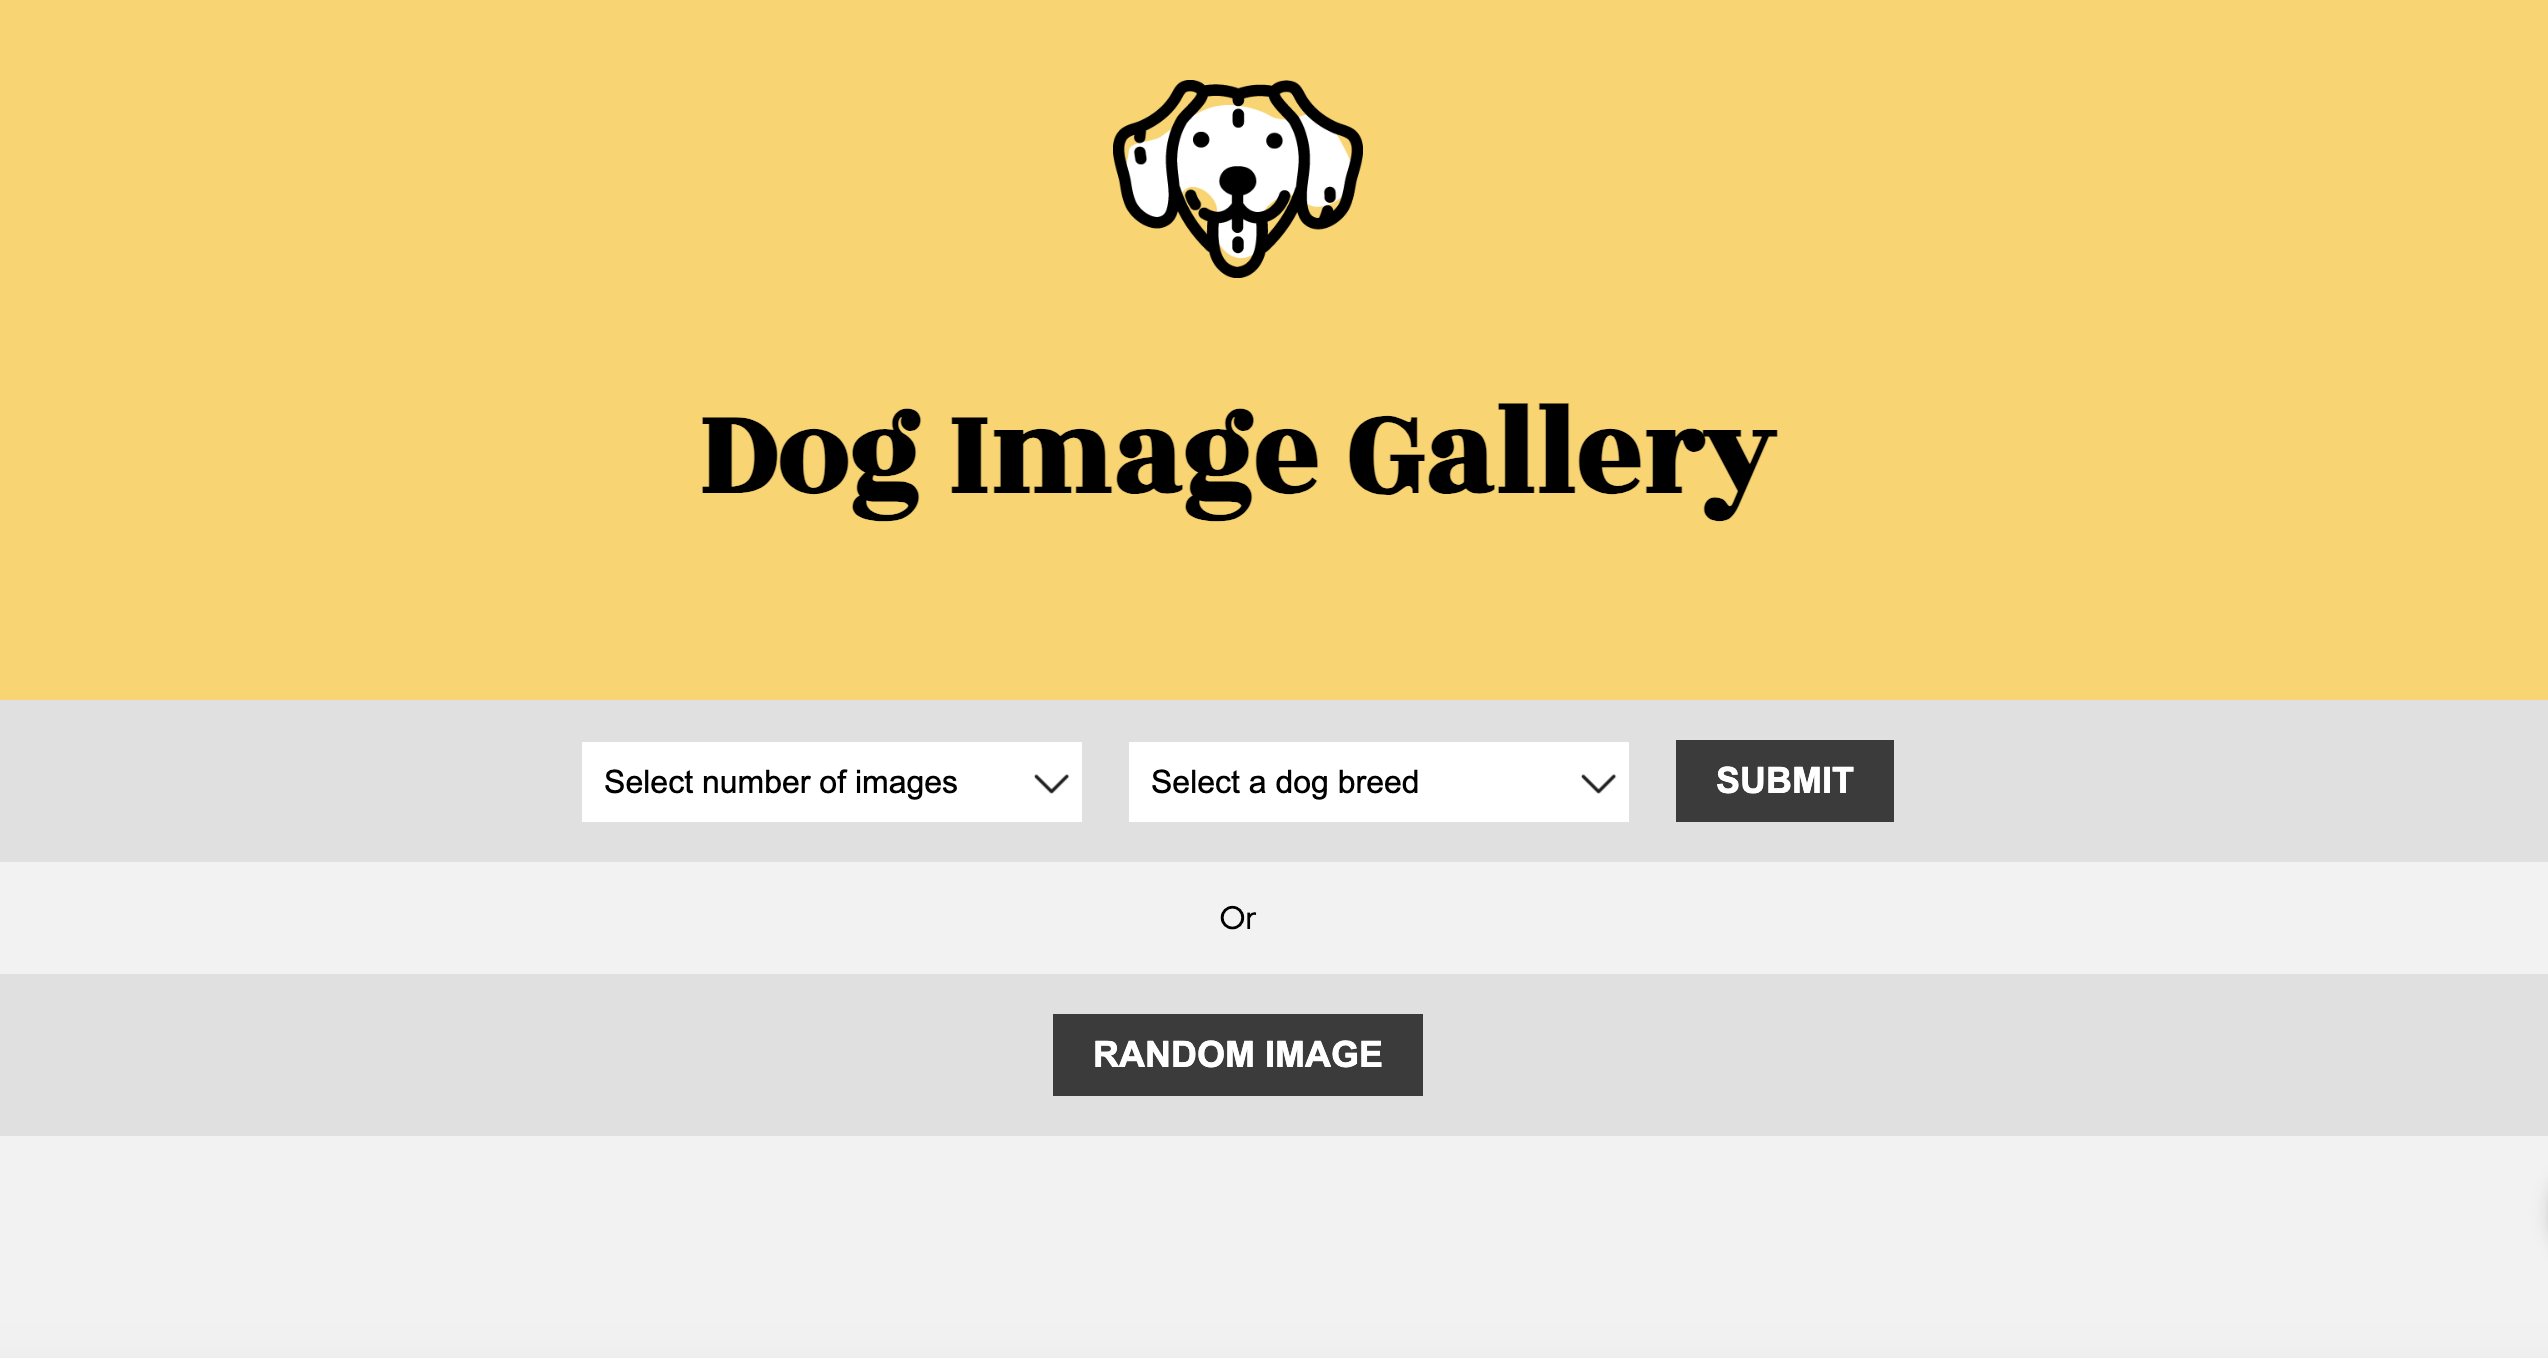 Dog Image Gallery
Select number of images
Select a dog breed
SUBMIT
Or
RANDOM IMAGE